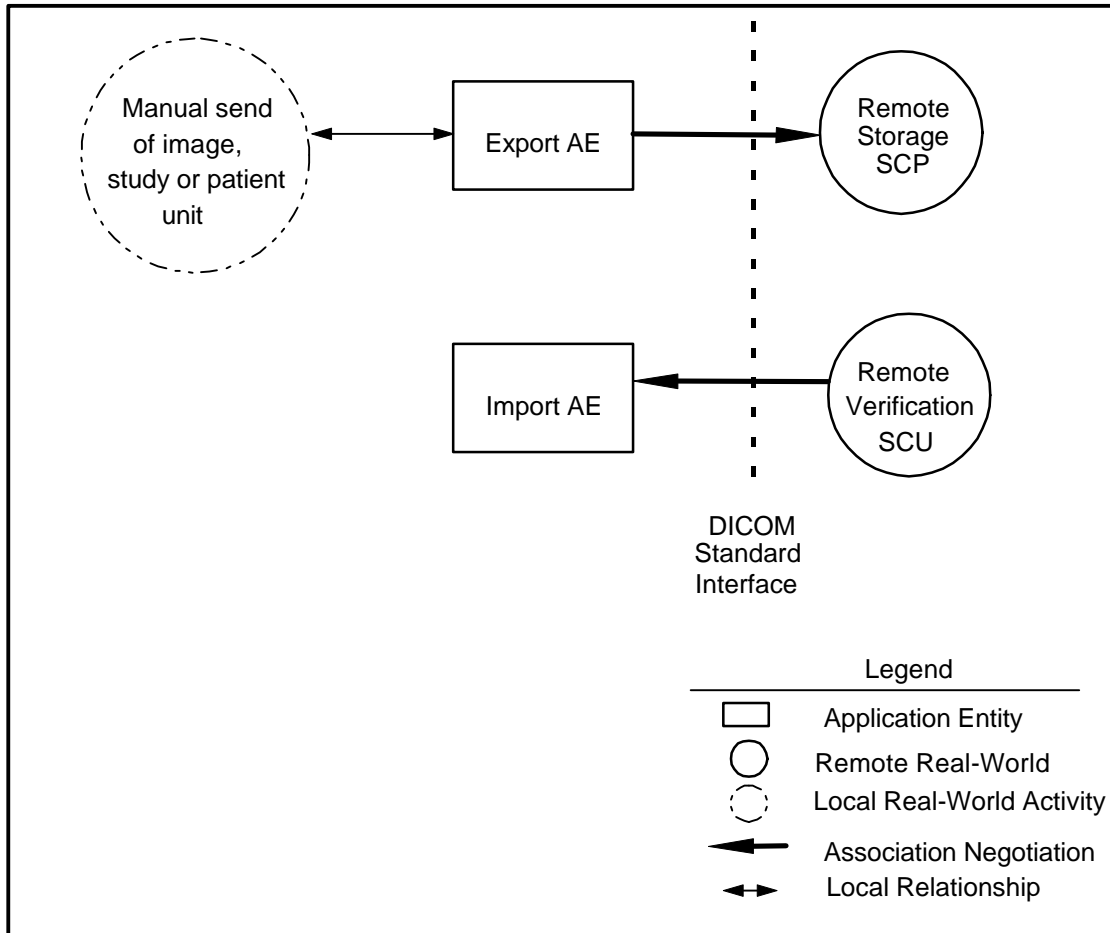 Manual send
of image,
study or patient
unit
Export AE
Remote
Storage
SCP
Import AE
Remote
Verification
SCU
DICOM
Standard
Interface
Legend
Application Entity
Remote Real-World
Local Real-World Activity
Association Negotiation
Local Relationship